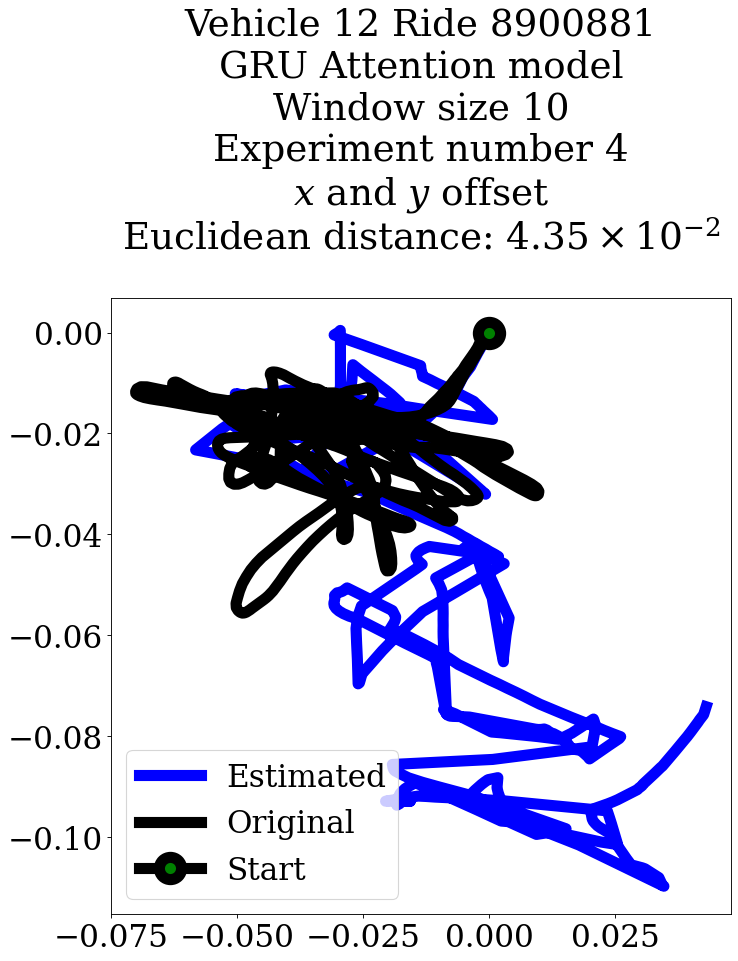 Vehicle 12 Ride 8900881
GRU Attention model
Window size 10
Experiment number 4
x and y offset
Euclidean distance: 4.35 × 10⁻²
0.00
−0.02
−0.04
−0.06
−0.08
−0.10
Estimated
Original
Start
−0.075 −0.050 −0.025 0.000 0.025